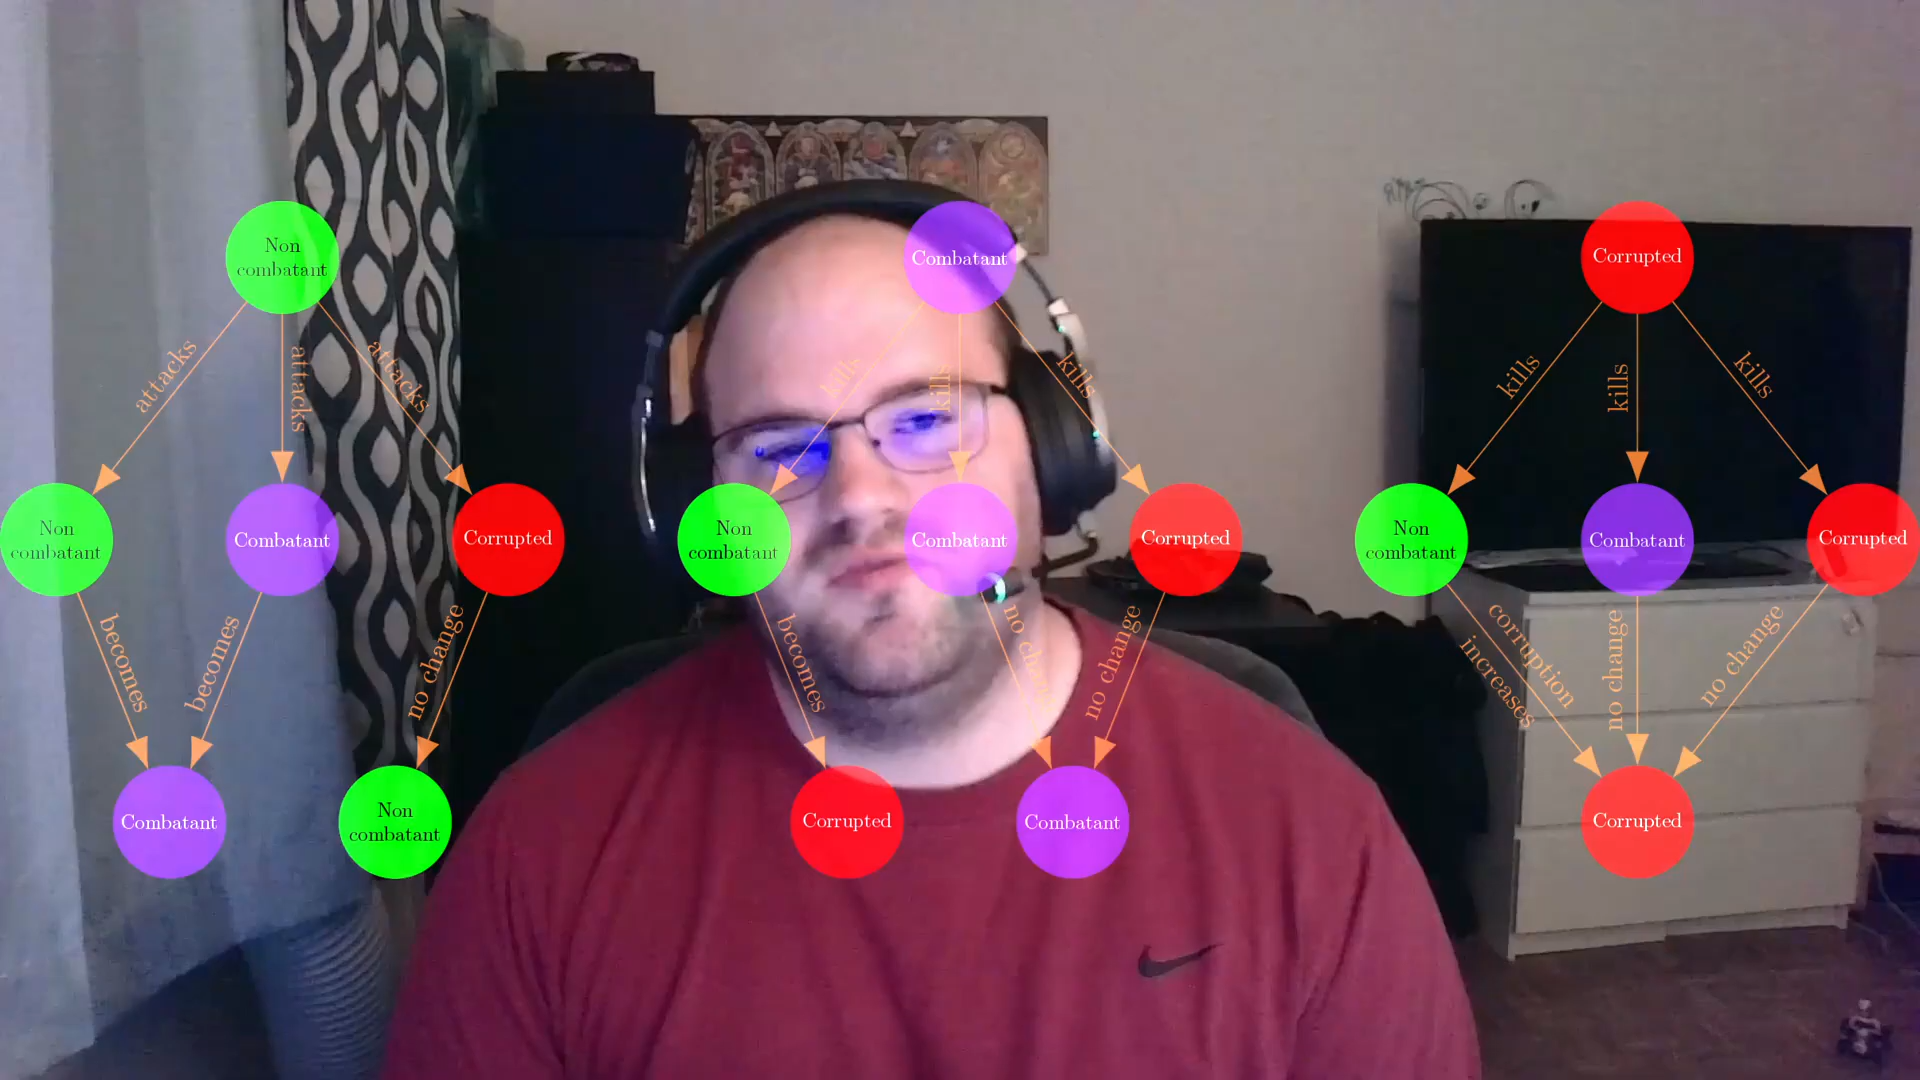 Non
combatant
Combatant
Corrupted
attacks
attacks
attacks
kills
kills
kills
kills
kills
kills
Non
combatant
Combatant
Corrupted
Non
combatant
Combatant
Corrupted
Non
combatant
Combatant
Corrupted
becomes
becomes
no change
becomes
no change
no change
corruption
increases
no change
no change
Combatant
Non
combatant
Corrupted
Combatant
Corrupted